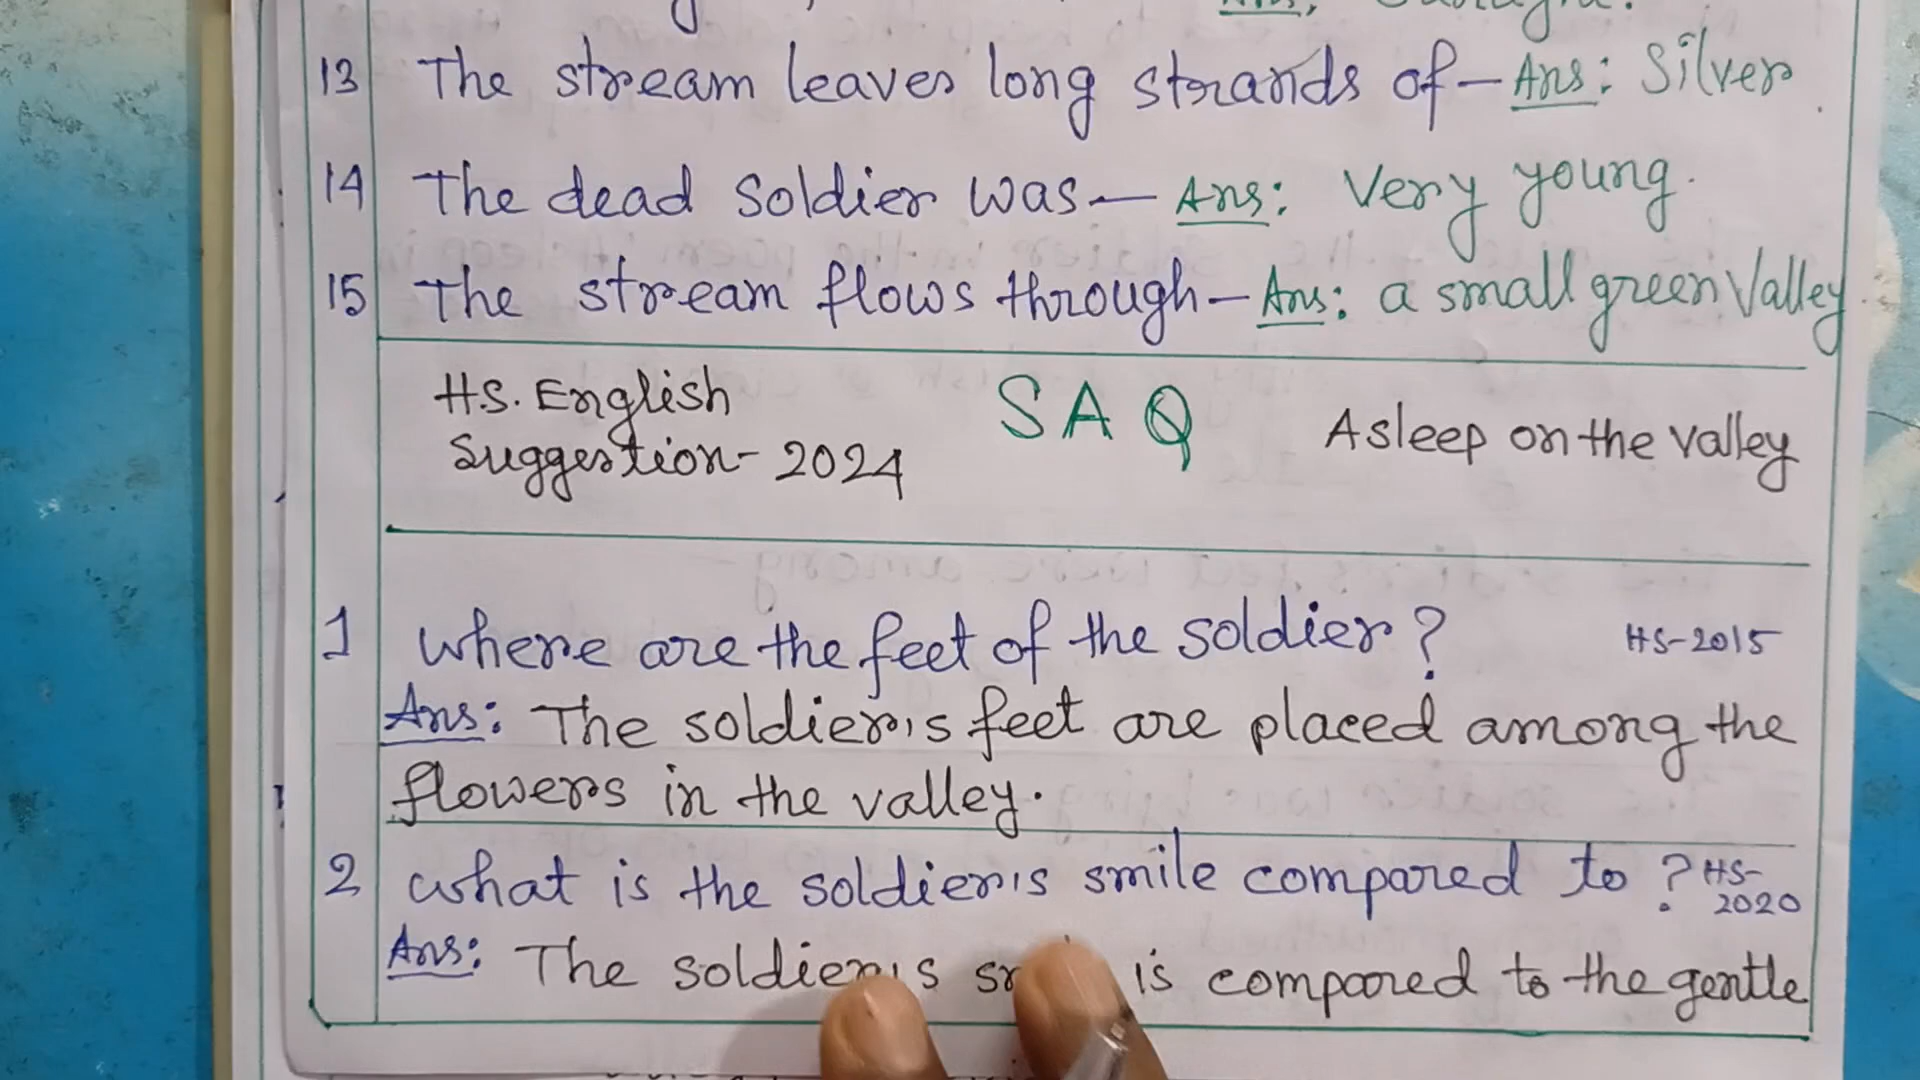 13 The stream leaves long strands of - Ans: Silver
14 The dead soldier was - Ans: Very young.
15 The stream flows through - Ans: a small green Valley
H.S. English SAQ Asleep on the valley
Suggestion - 2024
1 Where are the feet of the soldier? HS-2015
Ans: The soldier's feet are placed among the
flowers in the valley.
2 What is the soldier's smile compared to? HS-
2020
Ans: The soldier's is compared to the gentle